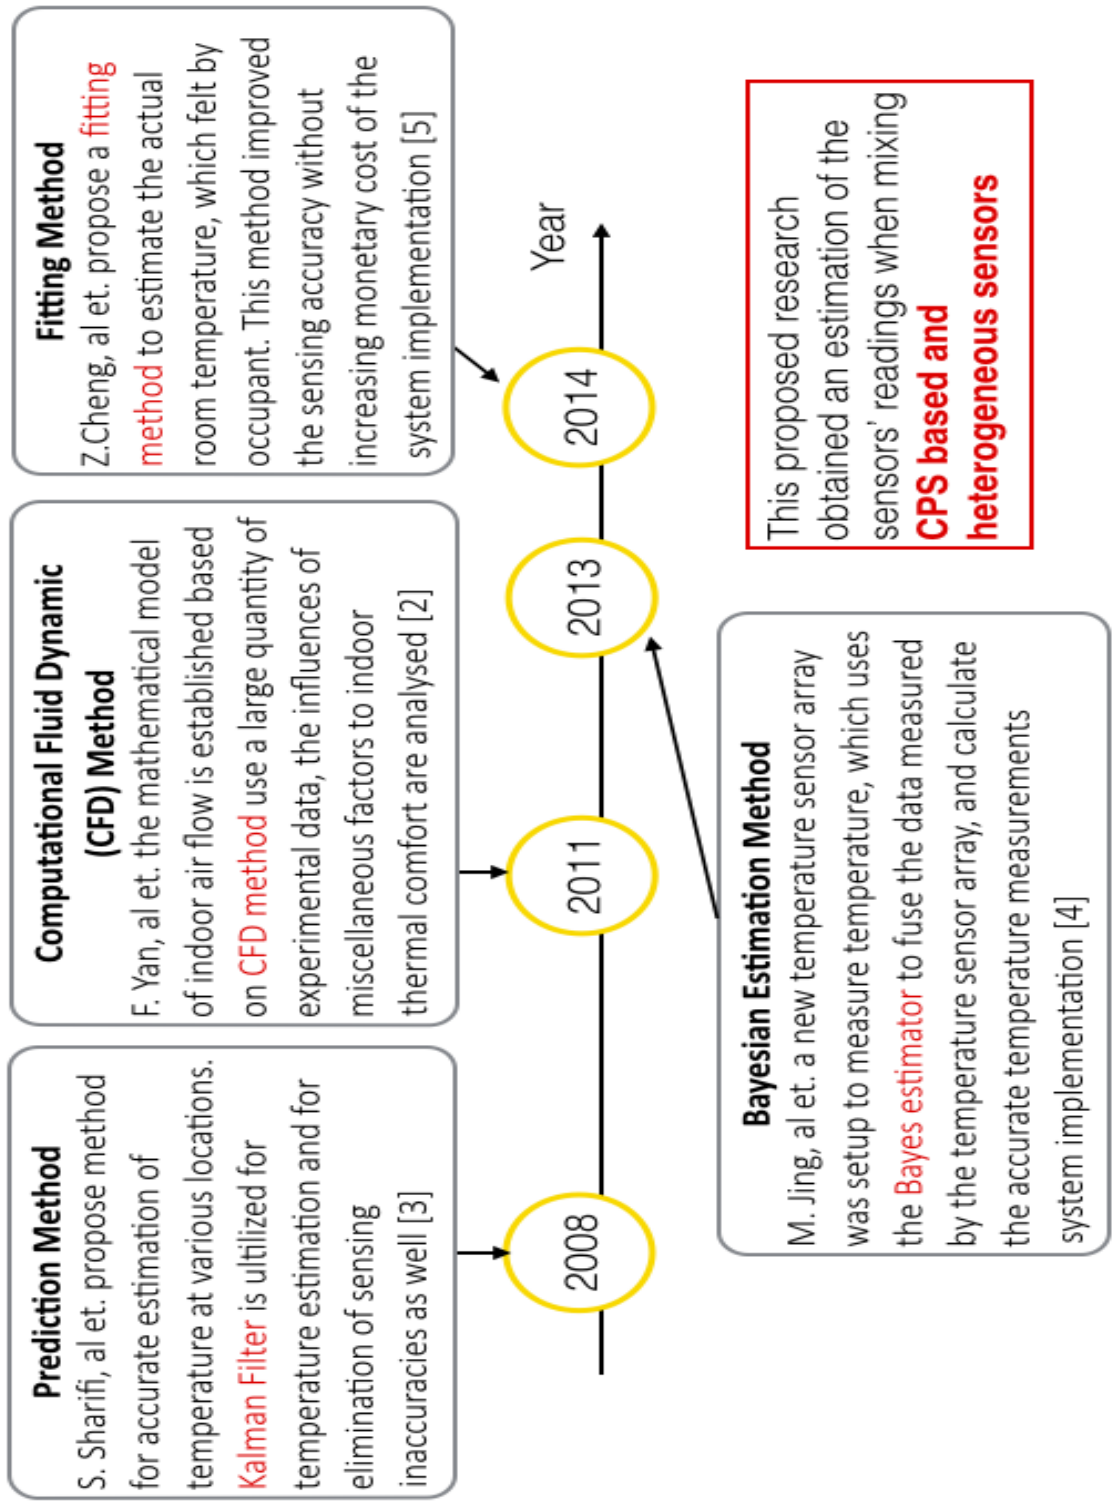 Prediction Method
S. Sharifi, al et. propose method
for accurate estimation of
temperature at various locations.
Kalman Filter is ultilized for
temperature estimation and for
elimination of sensing
inaccuracies as well [3]
Computational Fluid Dynamic
(CFD) Method
F. Yan, al et. the mathematical model
of indoor air flow is established based
on CFD method use a large quantity of
experimental data, the influences of
miscellaneous factors to indoor
thermal comfort are analysed [2]
Fitting Method
Z.Cheng, al et. propose a fitting
method to estimate the actual
room temperature, which felt by
occupant. This method improved
the sensing accuracy without
increasing monetary cost of the
system implementation [5]
2008
2011
2013
2014
Year
Bayesian Estimation Method
M. Jing, al et. a new temperature sensor array
was setup to measure temperature, which uses
the Bayes estimator to fuse the data measured
by the temperature sensor array, and calculate
the accurate temperature measurements
system implementation [4]
This proposed research
obtained an estimation of the
sensors' readings when mixing
CPS based and
heterogeneous sensors